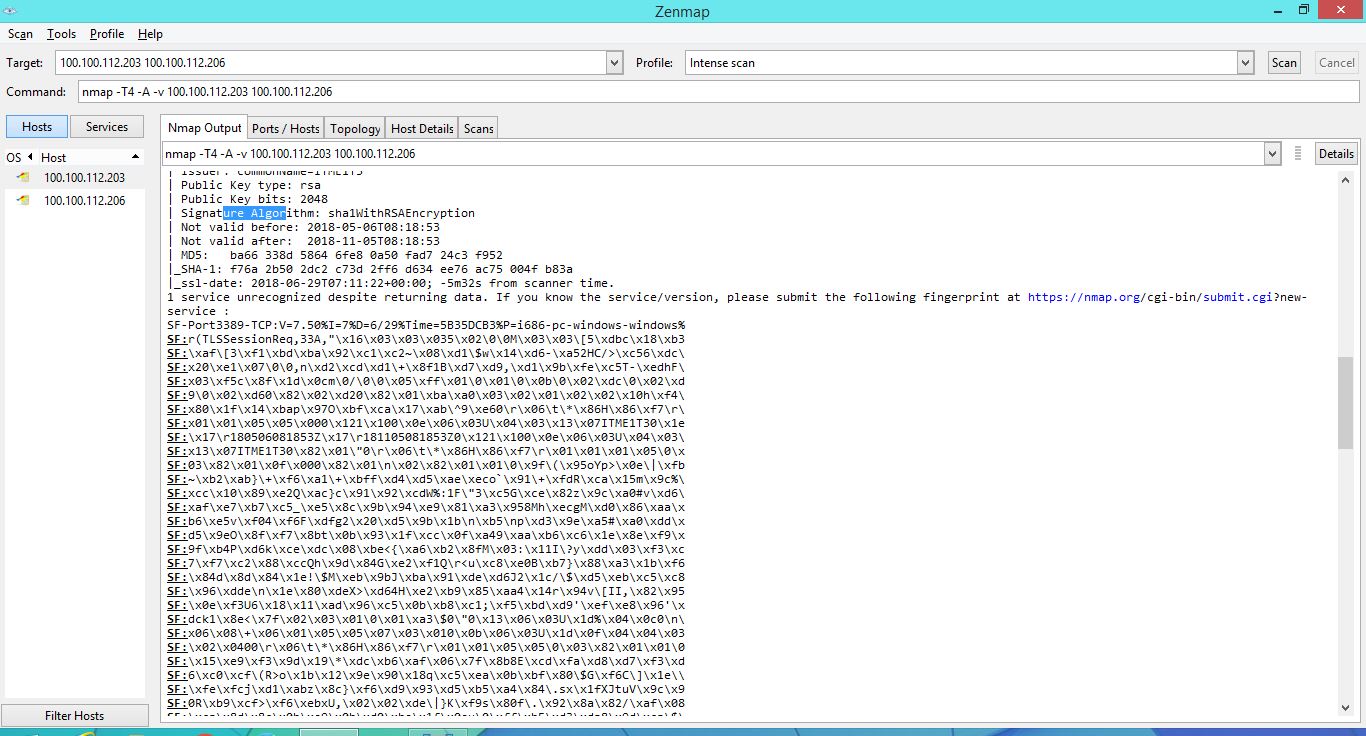 Zenmap
Scan Tools Profile Help
Target: 100.100.112.203 100.100.112.206 Profile: Intense scan Scan Cancel
Command: nmap -T4 -A -v 100.100.112.203 100.100.112.206
Hosts Services Nmap Output Ports / Hosts Topology Host Details Scans
OS Host
100.100.112.203
100.100.112.206
nmap -T4 -A -v 100.100.112.203 100.100.112.206 Details
| Public Key type: rsa
| Public Key bits: 2048
| Signature Algorithm: sha1WithRSAEncryption
| Not valid before: 2018-05-06T08:18:53
| Not valid after:  2018-11-05T08:18:53
| MD5:   ba66 338d 5864 6fe8 0a50 fad7 24c3 f952
|_SHA-1: f76a 2b50 2dc2 c73d 2ff6 d634 ee76 ac75 004f b83a
|_ssl-date: 2018-06-29T07:11:22+00:00; -5m32s from scanner time.
1 service unrecognized despite returning data. If you know the service/version, please submit the following fingerprint at https://nmap.org/cgi-bin/submit.cgi?new-
service :
SF-Port3389-TCP:V=7.50%I=7%D=6/29%Time=5B35DCB3%P=i686-pc-windows-windows%
SF:r(TLSSessionReq,33A,"\x16\x03\x03\x035\x02\0\0M\x03\x03\[5\xdbc\x18\xb3
SF:\xaf\[3\xf1\xbd\xba\x92\xc1\xc2~\x08\xd1\$w\x14\xd6-\xa52HC/>\xc56\xdc\
SF:x20\xe1\x07\0\0,n\xd2\xcd\xd1\+\x8f1B\xd7\xd9,\xd1\x9b\xfe\xc5T-\xedhF\
SF:x03\xf5c\x8f\x1d\x0cm\0/\0\0\x05\xff\x01\0\x01\0\x0b\0\x02\xdc\0\x02\xd
SF:9\0\x02\xd60\x82\x02\xd20\x82\x01\xba\xa0\x03\x02\x01\x02\x02\x10h\xf4\
SF:x80\x1f\x14\xbap\x97O\xbf\xca\x17\xab\^9\xe60\r\x06\t\*\x86H\x86\xf7\r\
SF:x01\x01\x05\x05\x000\x121\x100\x0e\x06\x03U\x04\x03\x13\x07ITME1T30\x1e
SF:\x17\r180506081853Z\x17\r181105081853Z0\x121\x100\x0e\x06\x03U\x04\x03\
SF:x13\x07ITME1T30\x82\x01\"0\r\x06\t\*\x86H\x86\xf7\r\x01\x01\x01\x05\0\x
SF:03\x82\x01\x0f\x000\x82\x01\n\x02\x82\x01\x01\0\x9f\(\x95oYp>\x0e\|\xfb
SF:~\xb2\xab}\+\xf6\xa1\+\xbff\xd4\xd5\xae\xeco`\x91\+\xfdR\xca\x15m\x9c%\
SF:xcc\x10\x89\xe2Q\xac}c\x91\x92\xcdW%:1F\"3\xc5G\xce\x82z\x9c\xa0#v\xd6\
SF:xaf\xe7\xb7\xc5_\xe5\x8c\x9b\x94\xe9\x81\xa3\x958Mh\xecgM\xd0\x86\xaa\x
SF:b6\xe5v\xf04\xf6F\xdfg2\x20\xd5\x9b\x1b\n\xb5\np\xd3\x9e\xa5#\xa0\xdd\x
SF:d5\x9eO\x8f\xf7\x8bt\0b\x93\x1f\xcc\x0f\xa49\xaa\xb6\xc6\x1e\x8e\xf9\x
SF:9f\xb4P\xd6k\xce\xdc\x08\xbe<{\xa6\xb2\x8fM\x03:\x11I\?y\xdd\x03\xf3\xc
SF:7\xf7\xc2\x88\xccQh\x9d\x84G\xe2\xf1Q\r<u\xc8\xe0B\xb7}\x88\xa3\x1b\xf6
SF:\x84d\x8d\x84\x1e!\$M\xeb\x9bJ\xba\x91\xde\xd6J2\x1c/\$\xd5\xeb\xc5\xc8
SF:\x96\xdde\n\x1e\x80\xdeX>\xd64H\xe2\xb9\x85\xaa4\x14r\x94v\[II,\x82\x95
SF:\x0e\xf3U6\x18\x11\xad\x96\xc5\x0b\xb8\xc1;\xf5\xbd\xd9'\xef\xe8\x96'\x
SF:dck1\x8e<\x7f\x02\x03\x01\0\x01\xa3\$0\"0\x13\x06\x03U\x1d%\x04\x0c0\n\
SF:x06\x08\+\x06\x01\x05\x05\x07\x03\x010\x0b\x06\x03U\x1d\x0f\x04\x04\x03
SF:\x02\x0400\r\x06\t\*\x86H\x86\xf7\r\x01\x01\x05\x05\0\x03\x82\x01\x01\0
SF:\x15\xe9\xf3\x9d\x19\*\xdc\xb6\xaf\x06\x7f\x8b8E\xcd\xfa\xd8\xd7\xf3\xd
SF:6\xc0\xcf\(R>o\x1b\x12\x9e\x90\x18q\xc5\xea\x0b\xbf\x80\$G\xf6C\]\x1e\\
SF:\xfe\xfcj\xd1\xabz\x8c}\xf6\xd9\x93\xd5\xb5\xa4\x84\.sx\x1fXJtuV\x9c\x9
SF:0R\xb9\xcf>\xf6\xebxU,\x02\x02\xde\|}K\xf9s\x80f\.\x92\x8a\x82/\xaf\x08
Filter Hosts